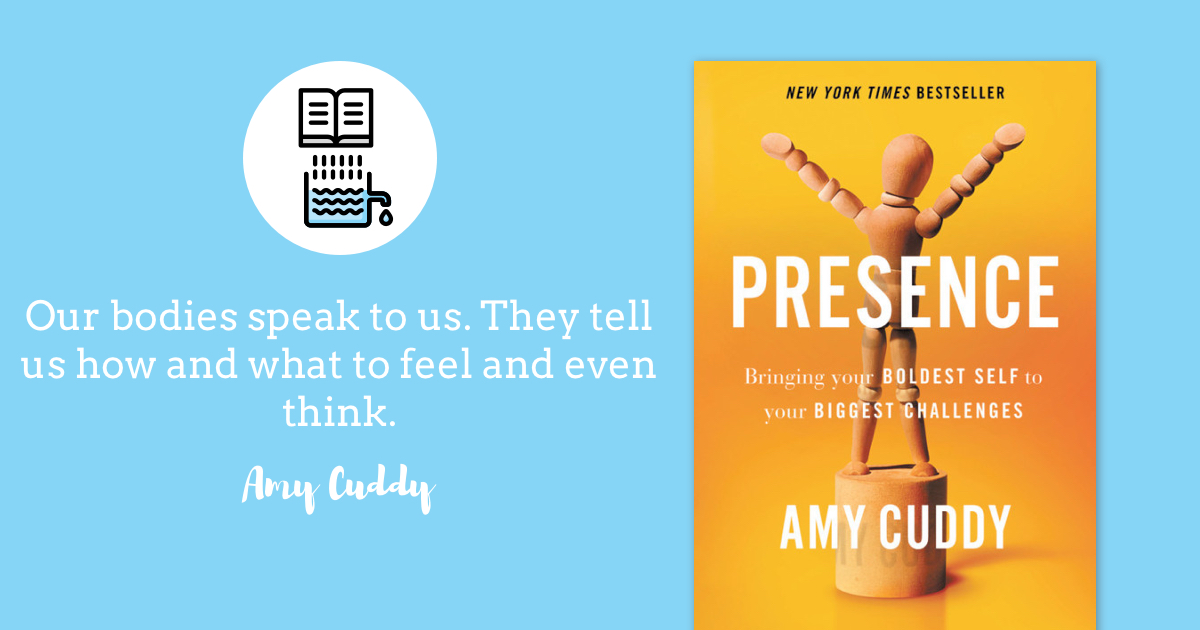 Our bodies speak to us. They tell
us how and what to feel and even
think.
Amy Cuddy
NEW YORK TIMES BESTSELLER
PRESENCE
Bringing your BOLDEST SELF to
your BIGGEST CHALLENGES
AMY CUDDY